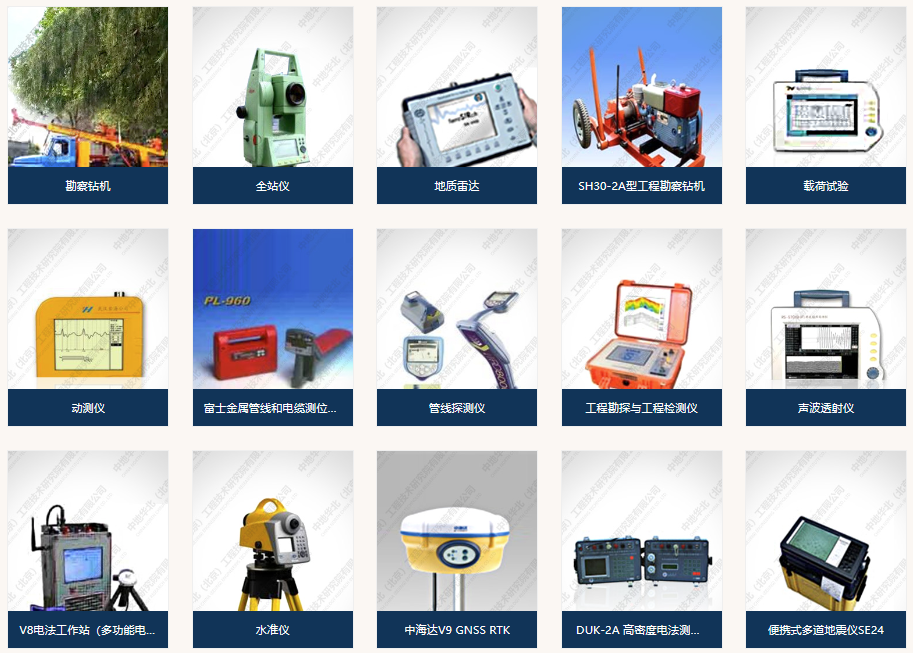 勘察钻机
全站仪
地质雷达
SH30-2A型工程勘察钻机
载荷试验
PL-960
动测仪
富士金属管线和电缆测位...
管线探测仪
工程勘探与工程检测仪
声波透射仪
V8电法工作站（多功能电...
水准仪
中海达V9 GNSS RTK
DUK-2A 高密度电法测...
便携式多道地震仪SE24